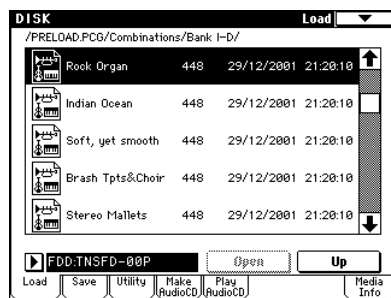 DISK Load
/PRELOAD.PCG/Combinations/Bank I-D/
Rock Organ 448 29/12/2001 21:20:10
Indian Ocean 448 29/12/2001 21:20:10
Soft, yet smooth 448 29/12/2001 21:20:10
Brash Tpts&Choir 448 29/12/2001 21:20:10
Stereo Mallets 448 29/12/2001 21:20:10
FDD:TNSFD-00P Open Up
Load Save Utility Make AudioCD Play AudioCD Media Info